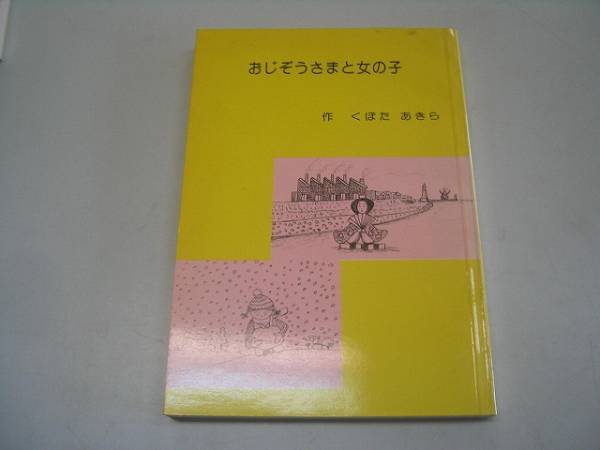 おじぞうさまと女の子
作 くぼた あきら